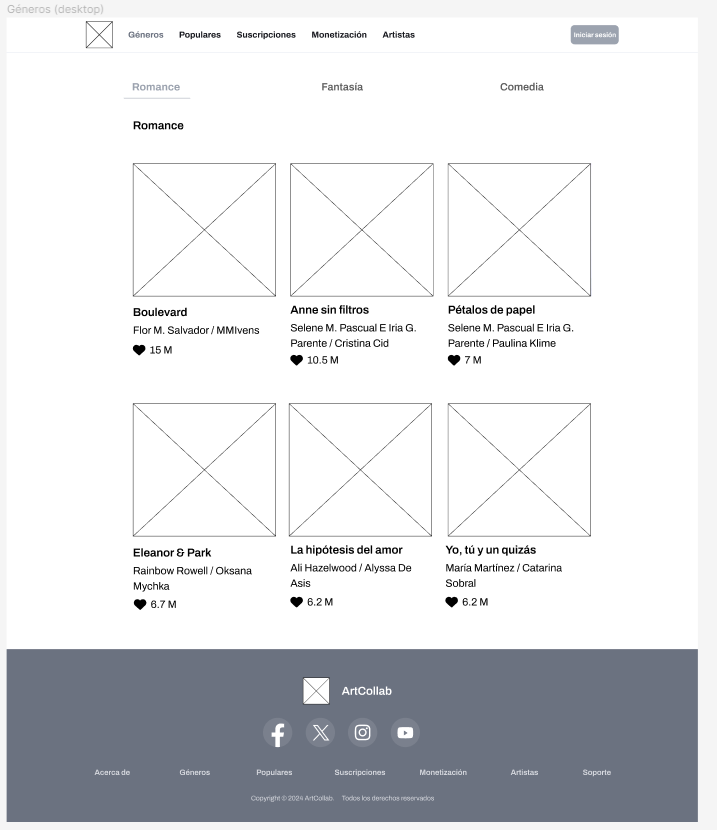 Géneros (desktop)
Géneros Populares Suscripciones Monetización Artistas Iniciar sesión
Romance Fantasía Comedia
Romance
Boulevard
Flor M. Salvador / MMIvens
15 M
Anne sin filtros
Selene M. Pascual E Iria G.
Parente / Cristina Cid
10.5 M
Pétalos de papel
Selene M. Pascual E Iria G.
Parente / Paulina Klime
7 M
Eleanor & Park
Rainbow Rowell / Oksana
Mychka
6.7 M
La hipótesis del amor
Ali Hazelwood / Alyssa De
Asis
6.2 M
Yo, tú y un quizás
María Martínez / Catarina
Sobral
6.2 M
ArtCollab
Acerca de Géneros Populares Suscripciones Monetización Artistas Soporte
Copyright © 2024 ArtCollab. Todos los derechos reservados